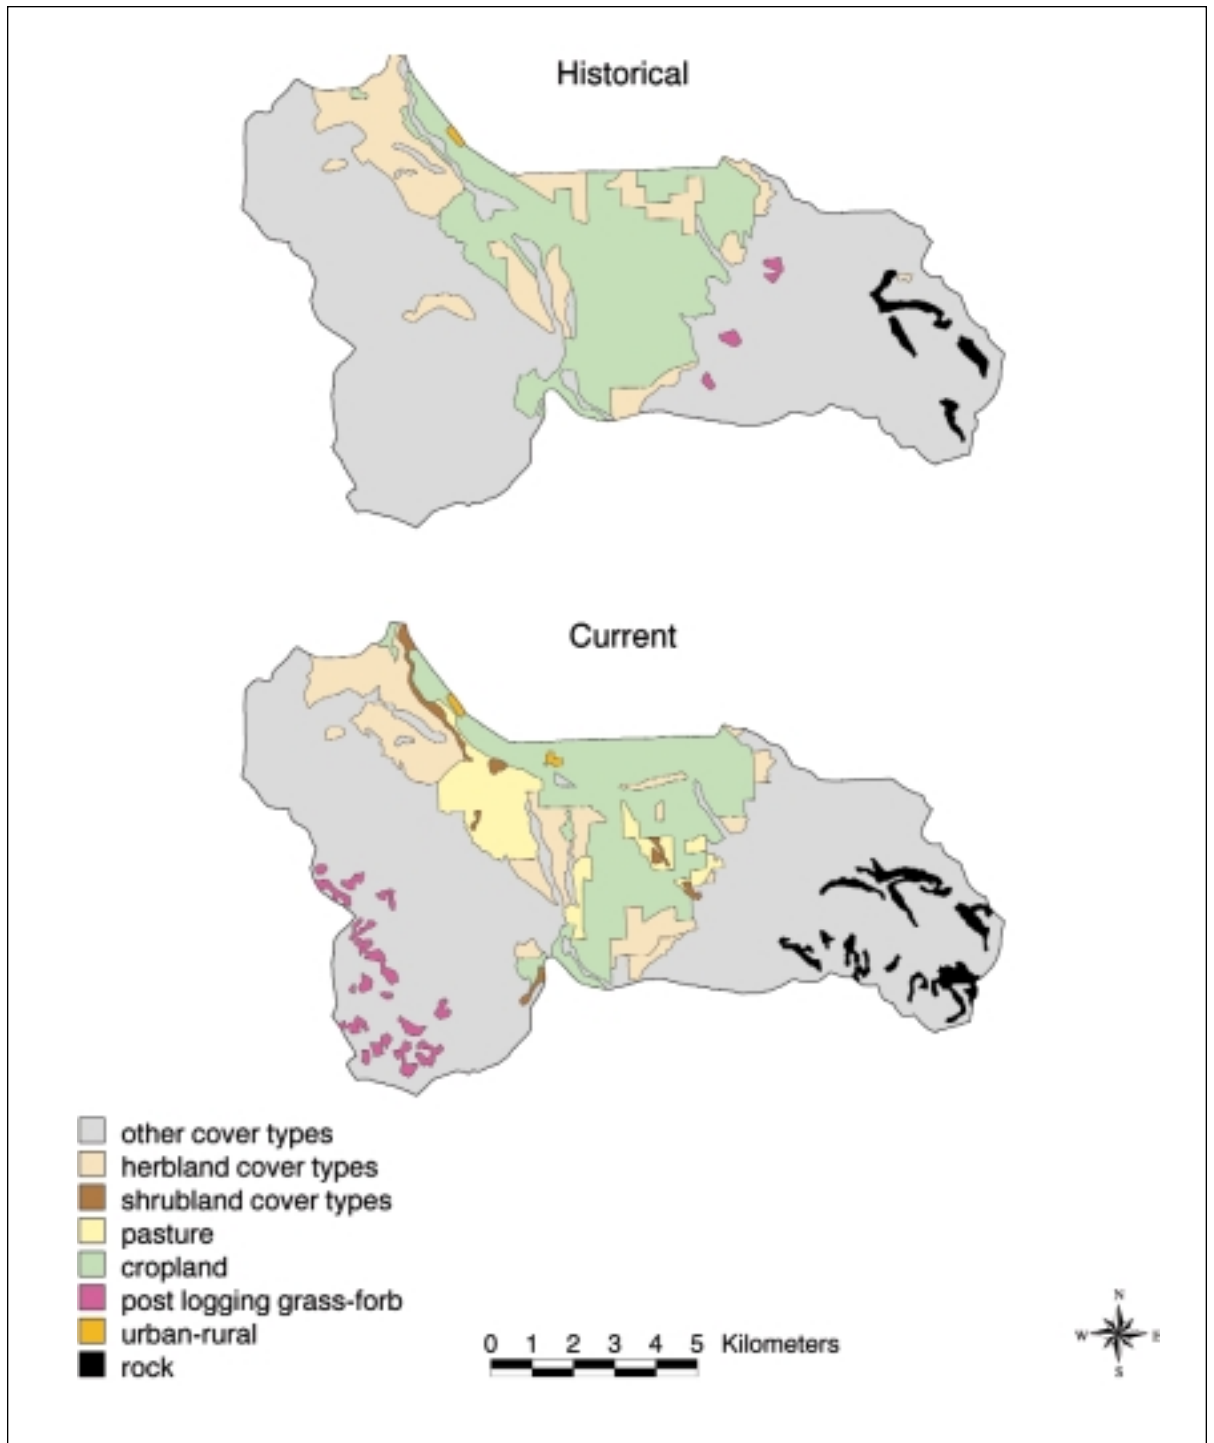 Historical
Current
other cover types
herbland cover types
shrubland cover types
pasture
cropland
post logging grass-forb
urban-rural
rock
0 1 2 3 4 5 Kilometers
N
W E
S